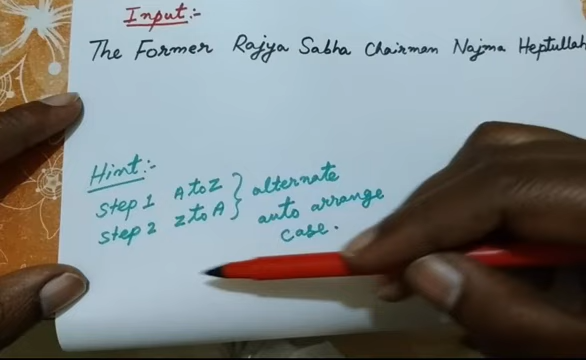 Input:-
The Former Rajya Sabha Chairman Najma Heptullah
Hint:-
Step 1 A to Z } alternate
Step 2 Z to A } auto arrange
case.